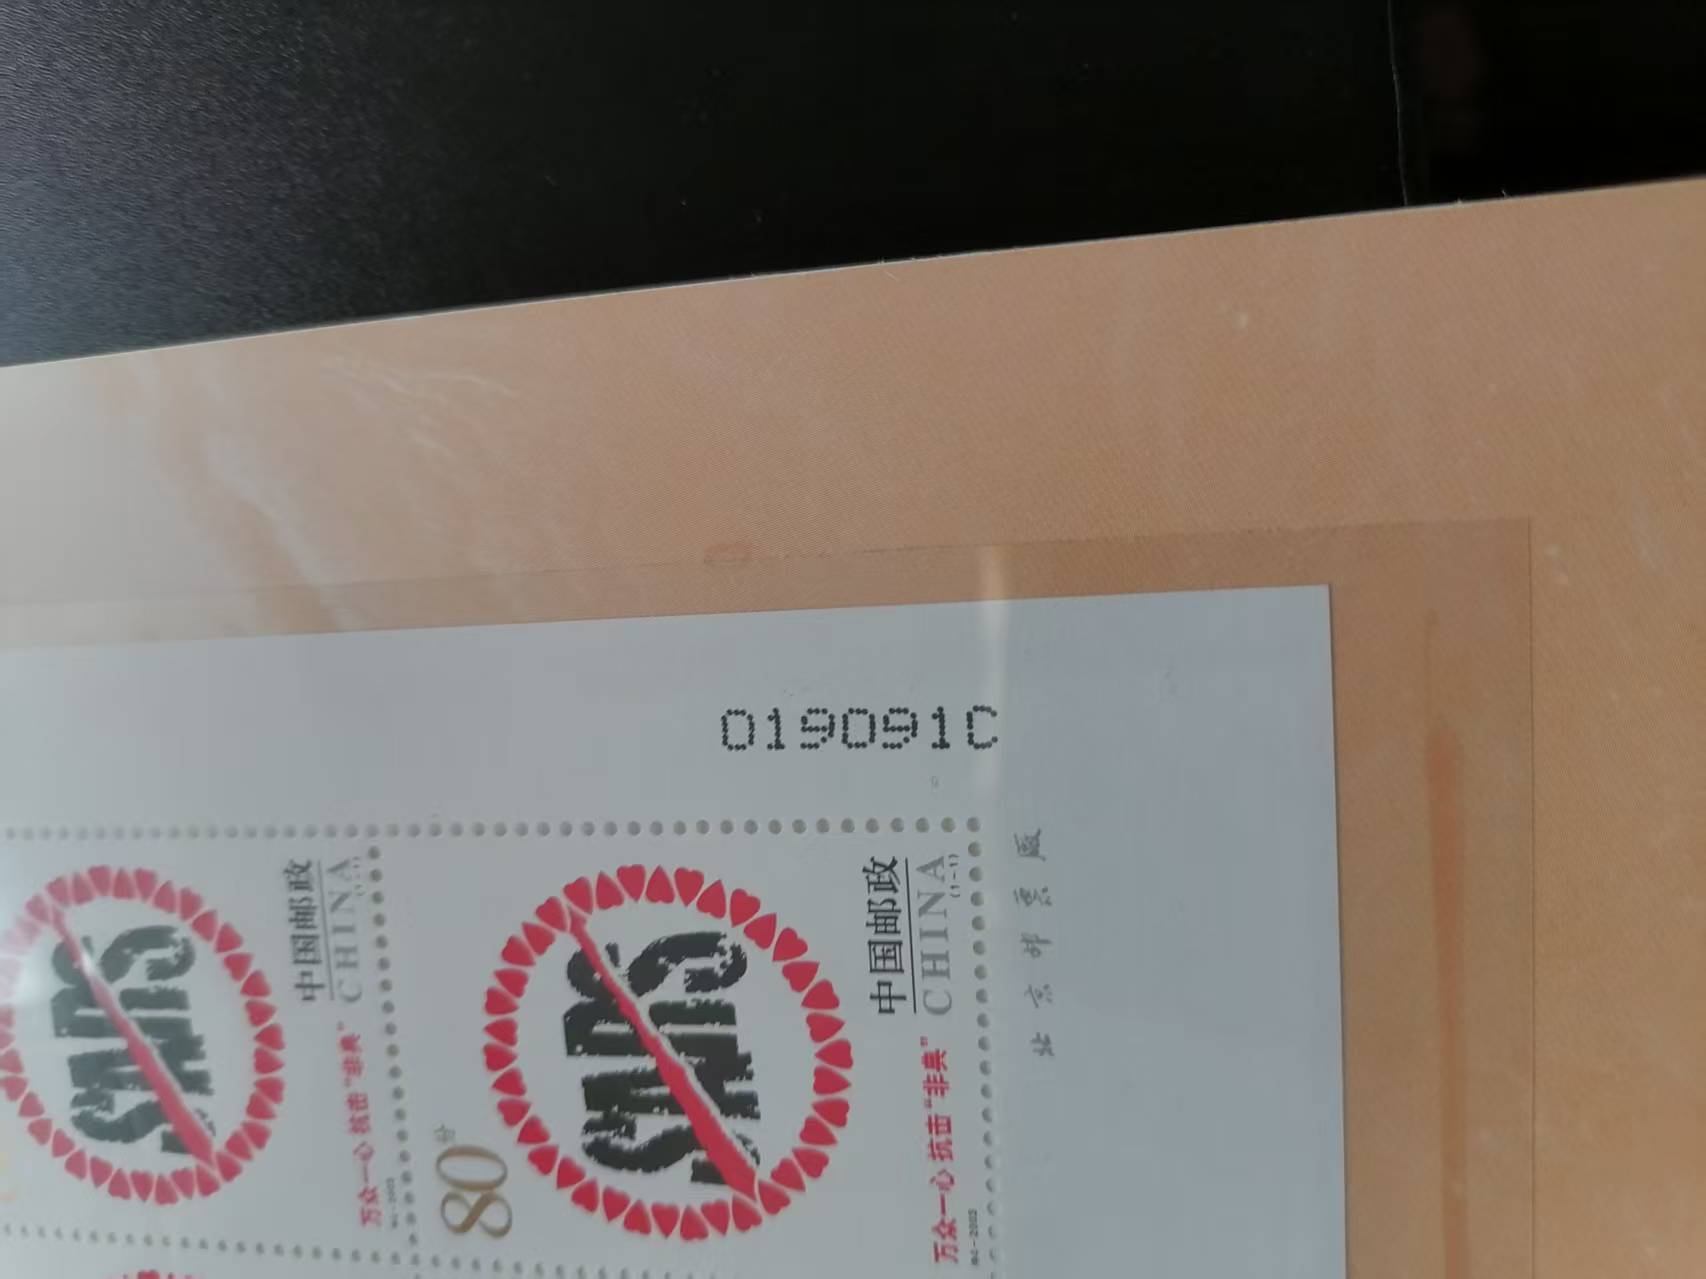 0190910
SARS
中国邮政
CHINA
万众一心 抗击“非典”
80分
SARS
中国邮政
CHINA
(1-1)
万众一心 抗击“非典”
北京邮票厂